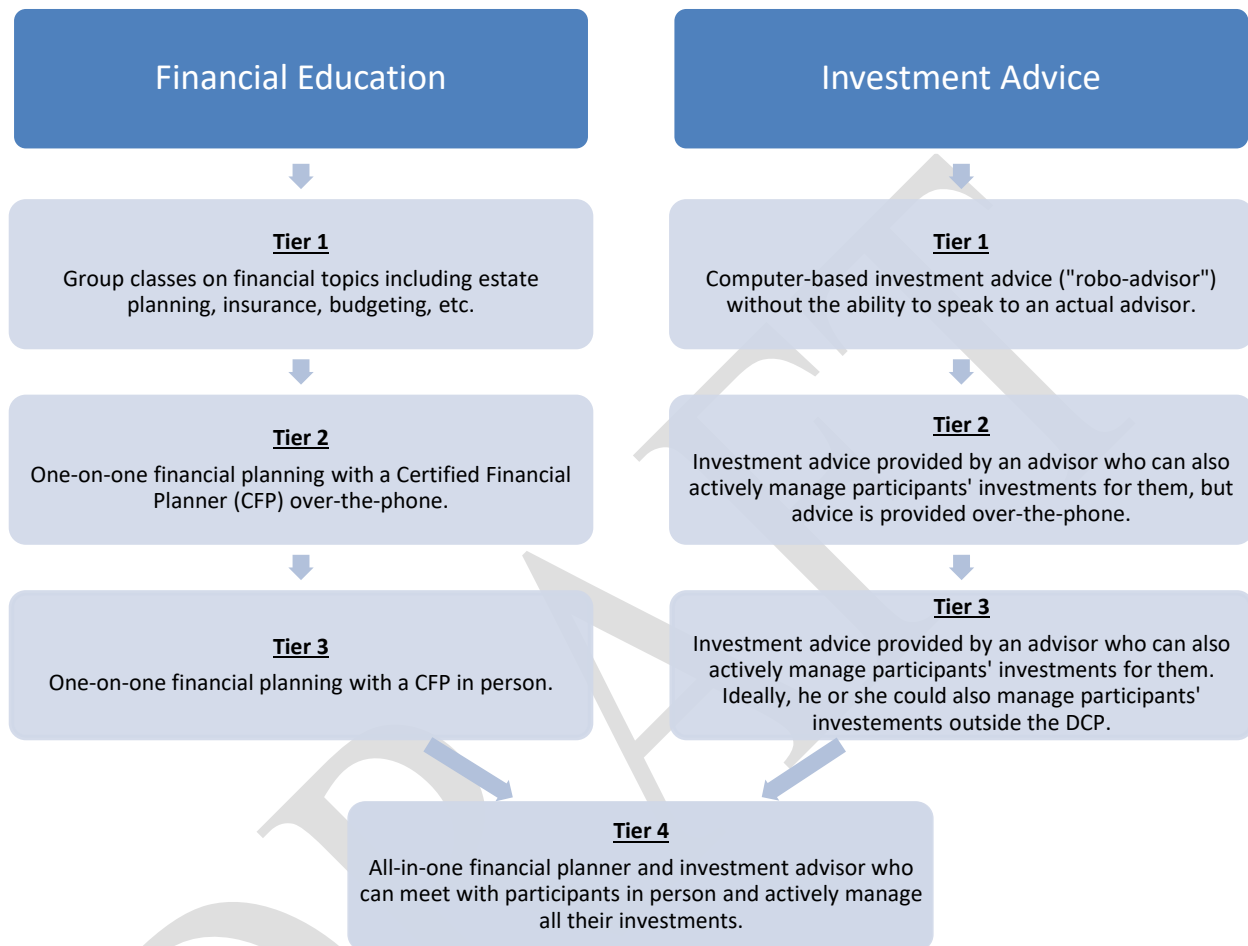 Financial Education
Tier 1
Group classes on financial topics including estate
planning, insurance, budgeting, etc.
Tier 2
One-on-one financial planning with a Certified Financial
Planner (CFP) over-the-phone.
Tier 3
One-on-one financial planning with a CFP in person.
Investment Advice
Tier 1
Computer-based investment advice ("robo-advisor")
without the ability to speak to an actual advisor.
Tier 2
Investment advice provided by an advisor who can also
actively manage participants' investments for them, but
advice is provided over-the-phone.
Tier 3
Investment advice provided by an advisor who can also
actively manage participants' investments for them.
Ideally, he or she could also manage participants'
investements outside the DCP.
Tier 4
All-in-one financial planner and investment advisor who
can meet with participants in person and actively manage
all their investments.
DRAFT